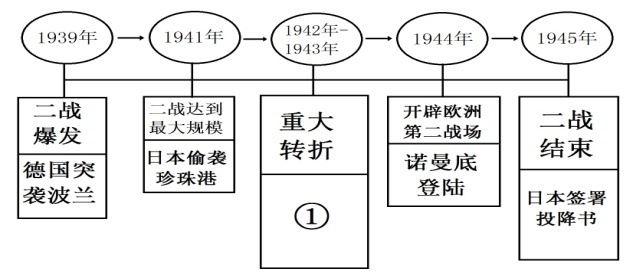 1939年
1941年
1942年-
1943年
1944年
1945年
二战
爆发
德国突
袭波兰
二战达到
最大规模
日本偷袭
珍珠港
重大
转折
①
开辟欧洲
第二战场
诺曼底
登陆
二战
结束
日本签署
投降书